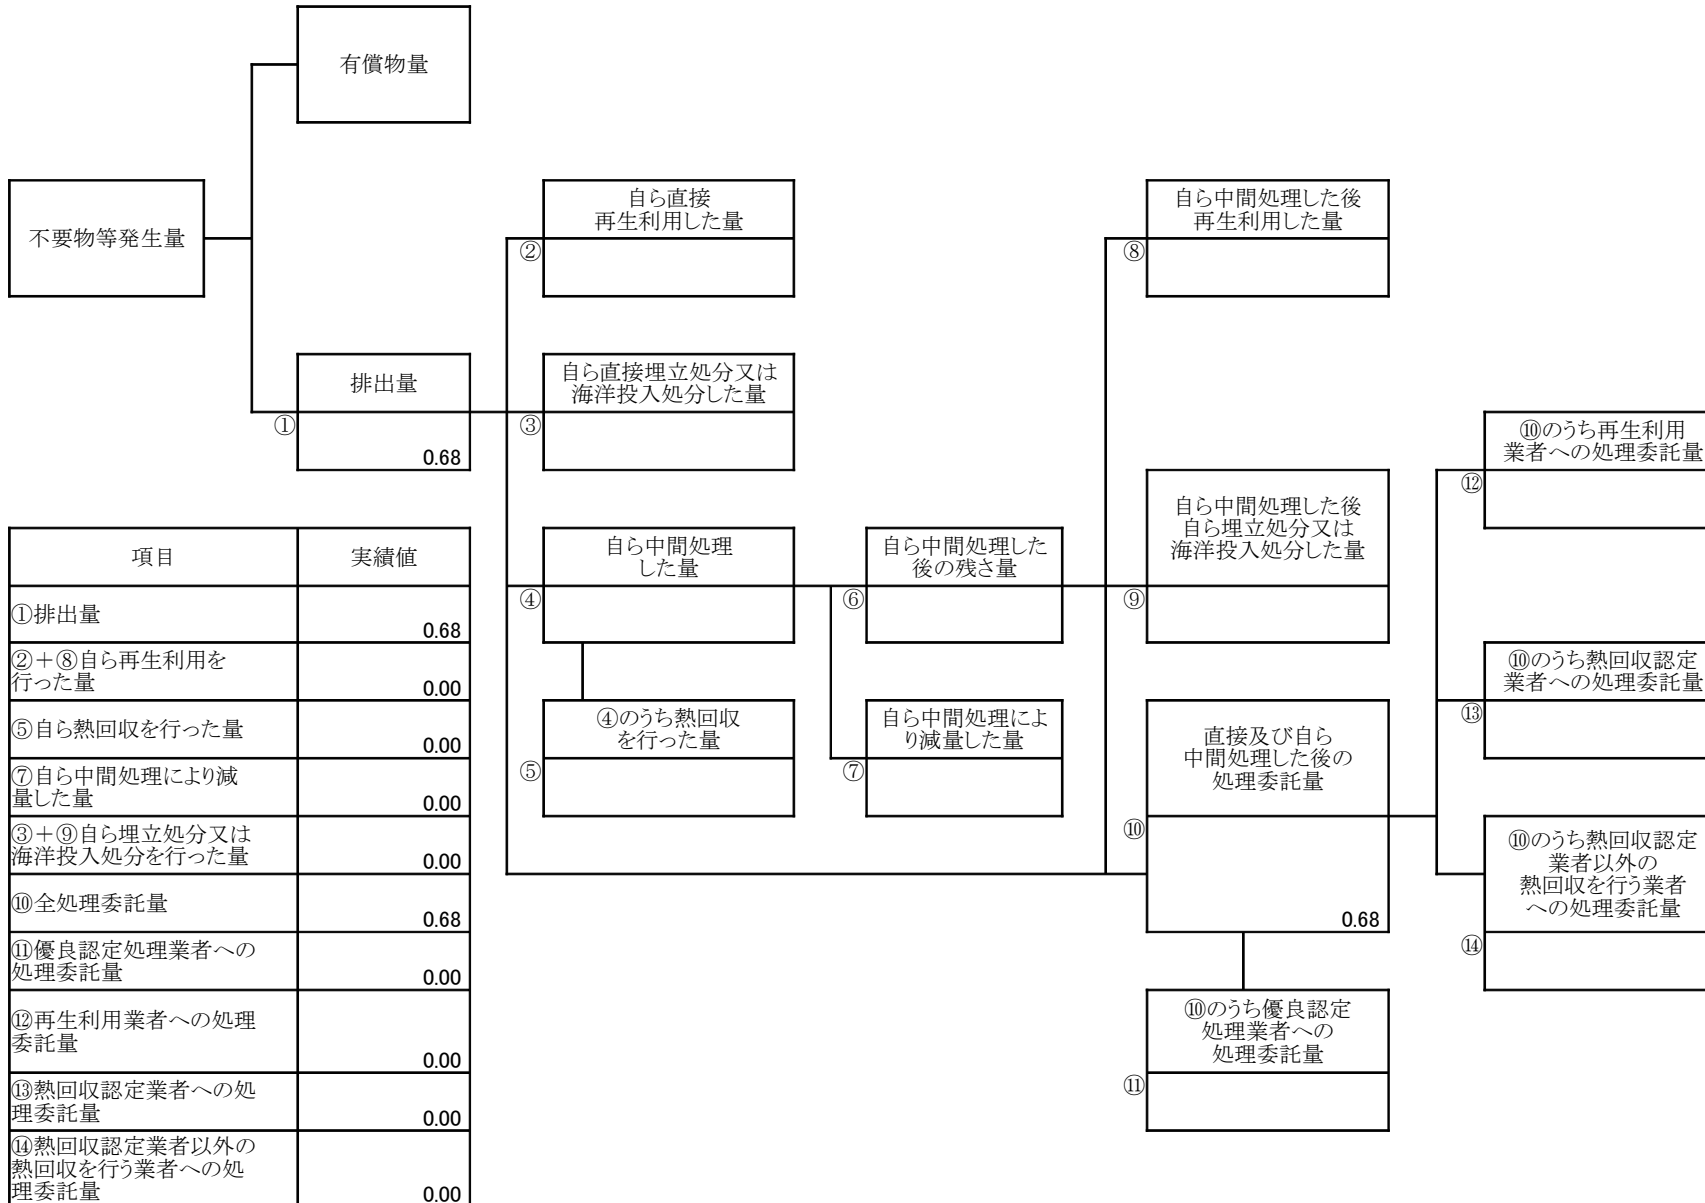 有償物量
不要物等発生量
自ら直接
再生利用した量
②
自ら中間処理した後
再生利用した量
⑧
排出量
①
0.68
自ら直接埋立処分又は
海洋投入処分した量
③
⑩のうち再生利用
業者への処理委託量
⑫
自ら中間処理
した量
④
自ら中間処理した
後の残さ量
⑥
自ら中間処理した後
自ら埋立処分又は
海洋投入処分した量
⑨
⑩のうち熱回収認定
業者への処理委託量
⑬
④のうち熱回収
を行った量
⑤
自ら中間処理によ
り減量した量
⑦
直接及び自ら
中間処理した後の
処理委託量
⑩
0.68
⑩のうち熱回収認定
業者以外の
熱回収を行う業者
への処理委託量
⑭
⑩のうち優良認定
処理業者への
処理委託量
⑪
項目 実績値
①排出量
0.68
②+⑧自ら再生利用を
行った量
0.00
⑤自ら熱回収を行った量
0.00
⑦自ら中間処理により減
量した量
0.00
③+⑨自ら埋立処分又は
海洋投入処分を行った量
0.00
⑩全処理委託量
0.68
⑪優良認定処理業者への
処理委託量
0.00
⑫再生利用業者への処理
委託量
0.00
⑬熱回収認定業者への処
理委託量
0.00
⑭熱回収認定業者以外の
熱回収を行う業者への処
理委託量
0.00